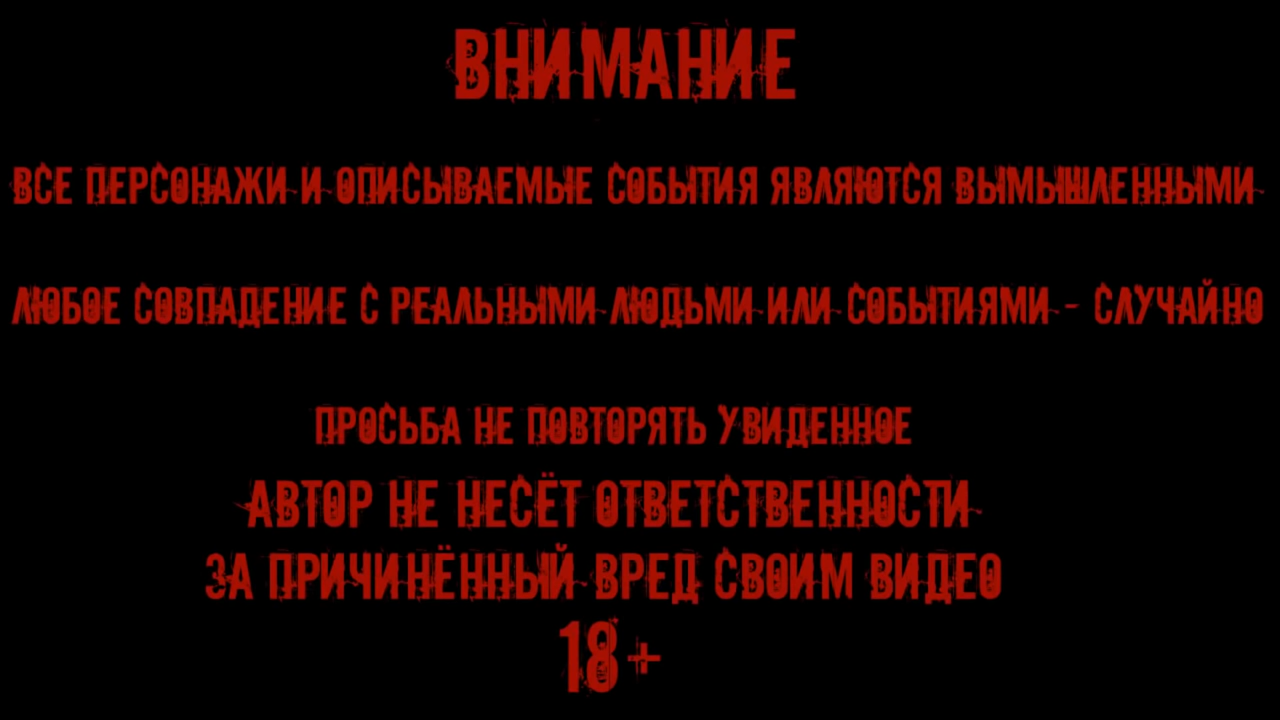 ВНИМАНИЕ
ВСЕ ПЕРСОНАЖИ И ОПИСЫВАЕМЫЕ СОБЫТИЯ ЯВЛЯЮТСЯ ВЫМЫШЛЕННЫМИ
ЛЮБОЕ СОВПАДЕНИЕ С РЕАЛЬНЫМИ ЛЮДЬМИ ИЛИ СОБЫТИЯМИ - СЛУЧАЙНО
ПРОСЬБА НЕ ПОВТОРЯТЬ УВИДЕННОЕ
АВТОР НЕ НЕСЁТ ОТВЕТСТВЕННОСТИ
ЗА ПРИЧИНЁННЫЙ ВРЕД СВОИМ ВИДЕО
18+